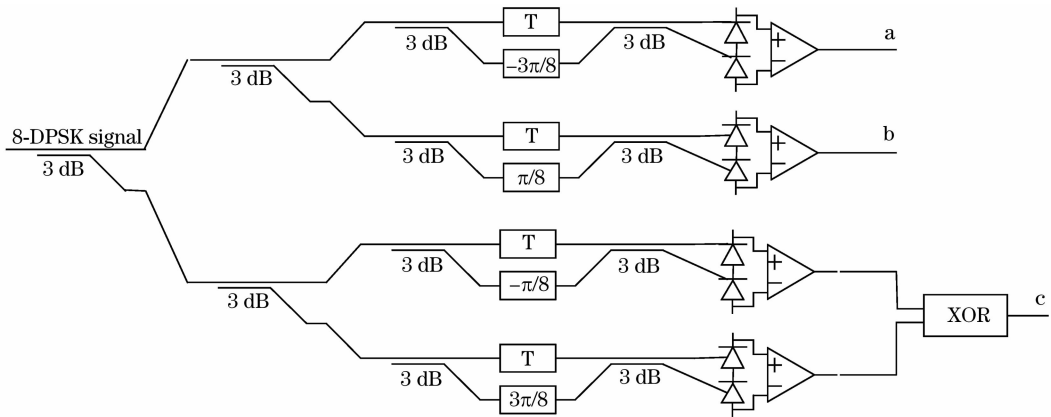 T
a
3 dB
3 dB
−3π/8
+
−
3 dB
8-DPSK signal
T
b
3 dB
3 dB
3 dB
π/8
+
−
T
3 dB
3 dB
−π/8
+
−
3 dB
XOR
c
T
3 dB
3 dB
3π/8
+
−